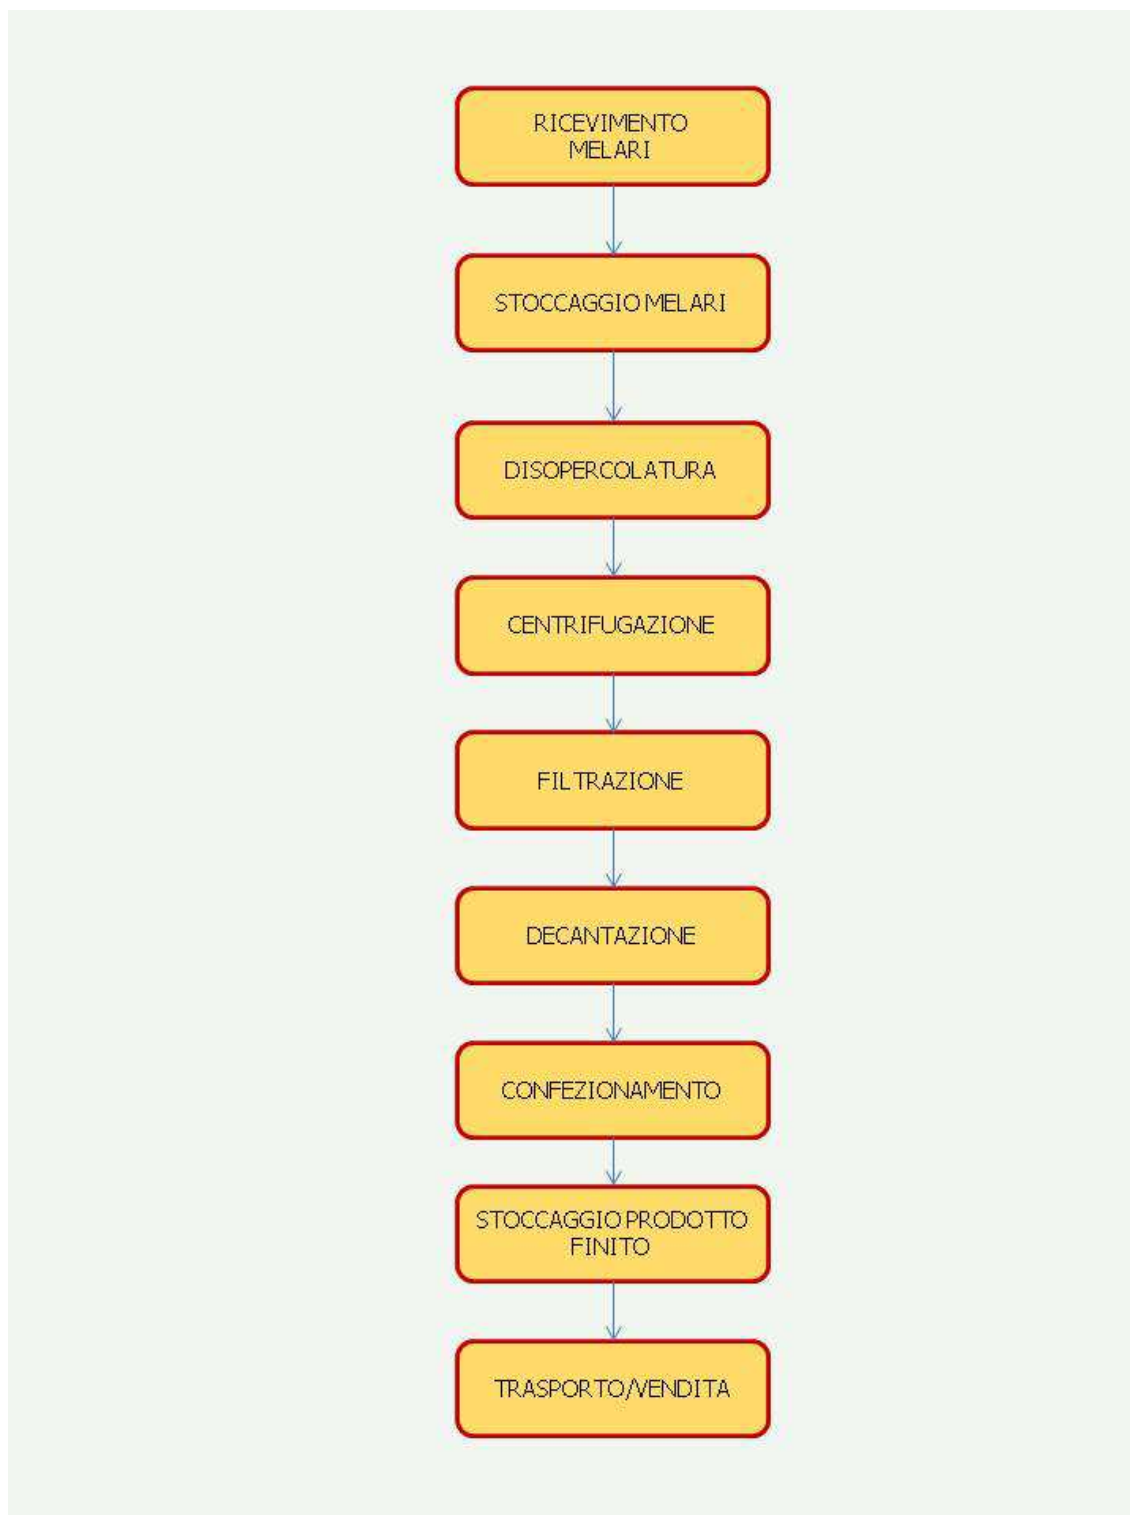 RICEVIMENTO
MELARI
STOCCAGGIO MELARI
DISOPERCOLATURA
CENTRIFUGAZIONE
FILTRAZIONE
DECANTAZIONE
CONFEZIONAMENTO
STOCCAGGIO PRODOTTO
FINITO
TRASPORTO/VENDITA